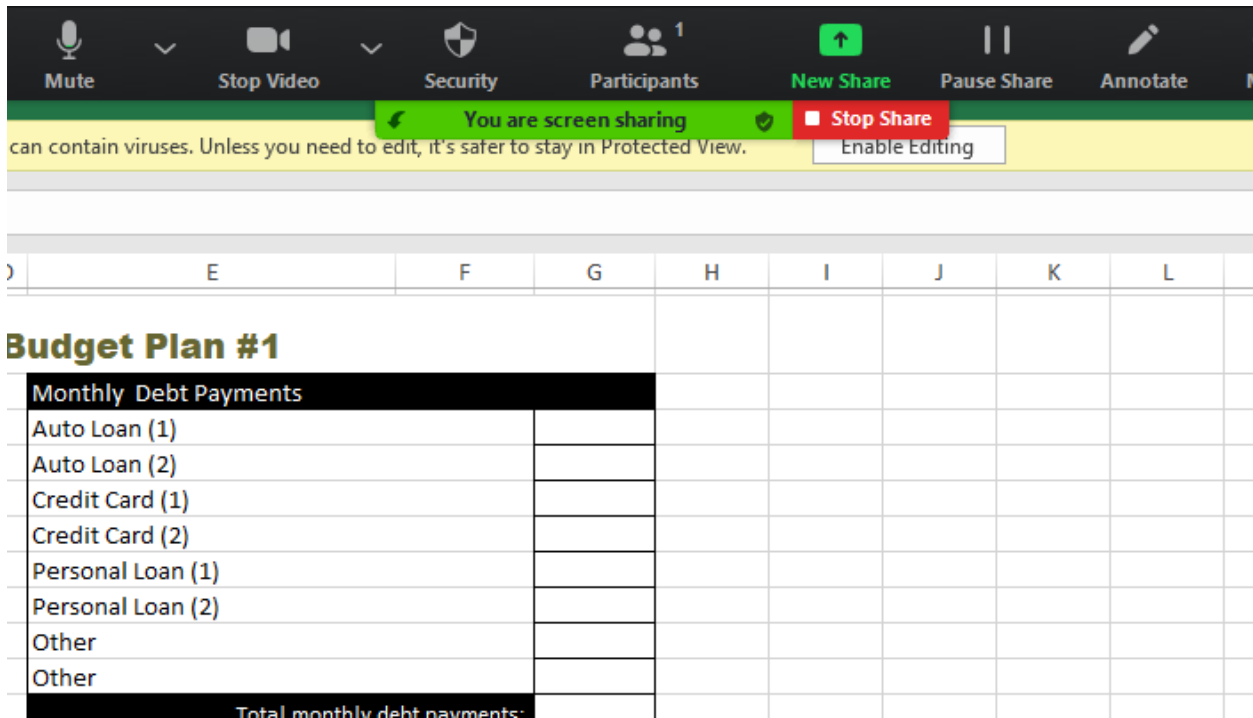 1
Mute Stop Video Security Participants New Share Pause Share Annotate
You are screen sharing Stop Share
can contain viruses. Unless you need to edit, it's safer to stay in Protected View. Enable Editing
E F G H I J K L
Budget Plan #1
Monthly Debt Payments
Auto Loan (1)
Auto Loan (2)
Credit Card (1)
Credit Card (2)
Personal Loan (1)
Personal Loan (2)
Other
Other
Total monthly debt payments: